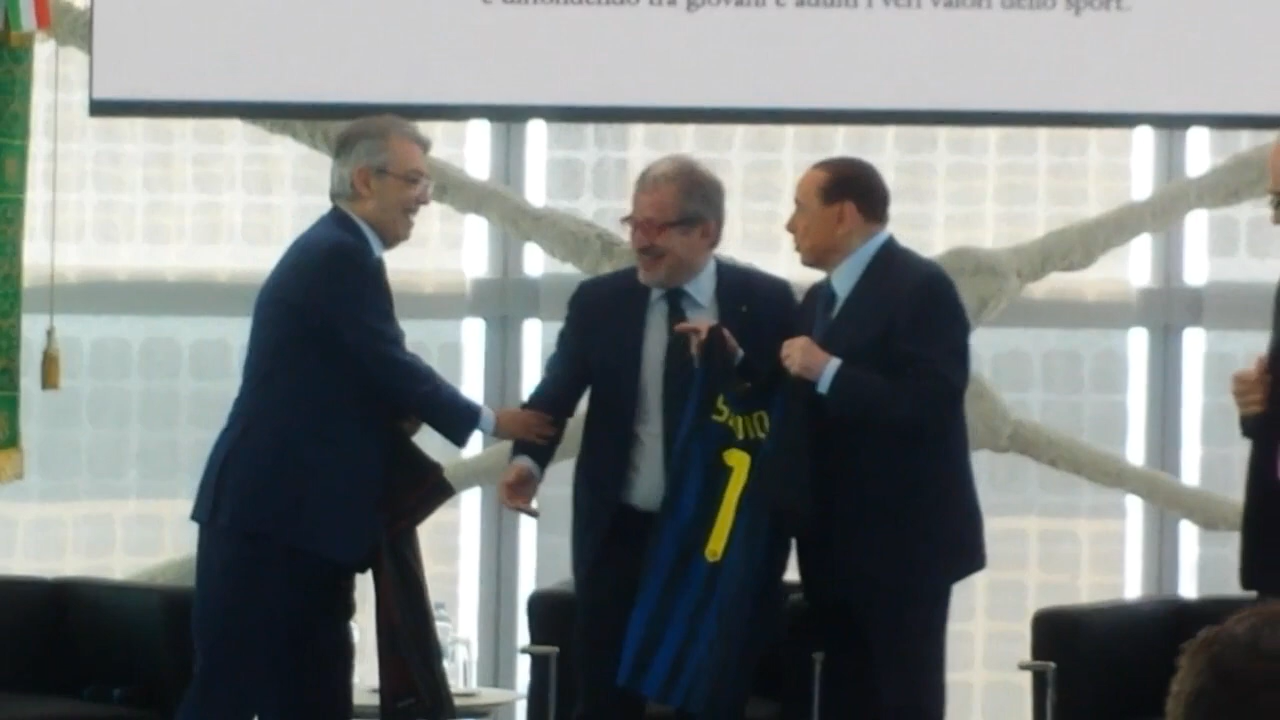 e diffondendo tra giovani e adulti i veri valori dello sport.
1